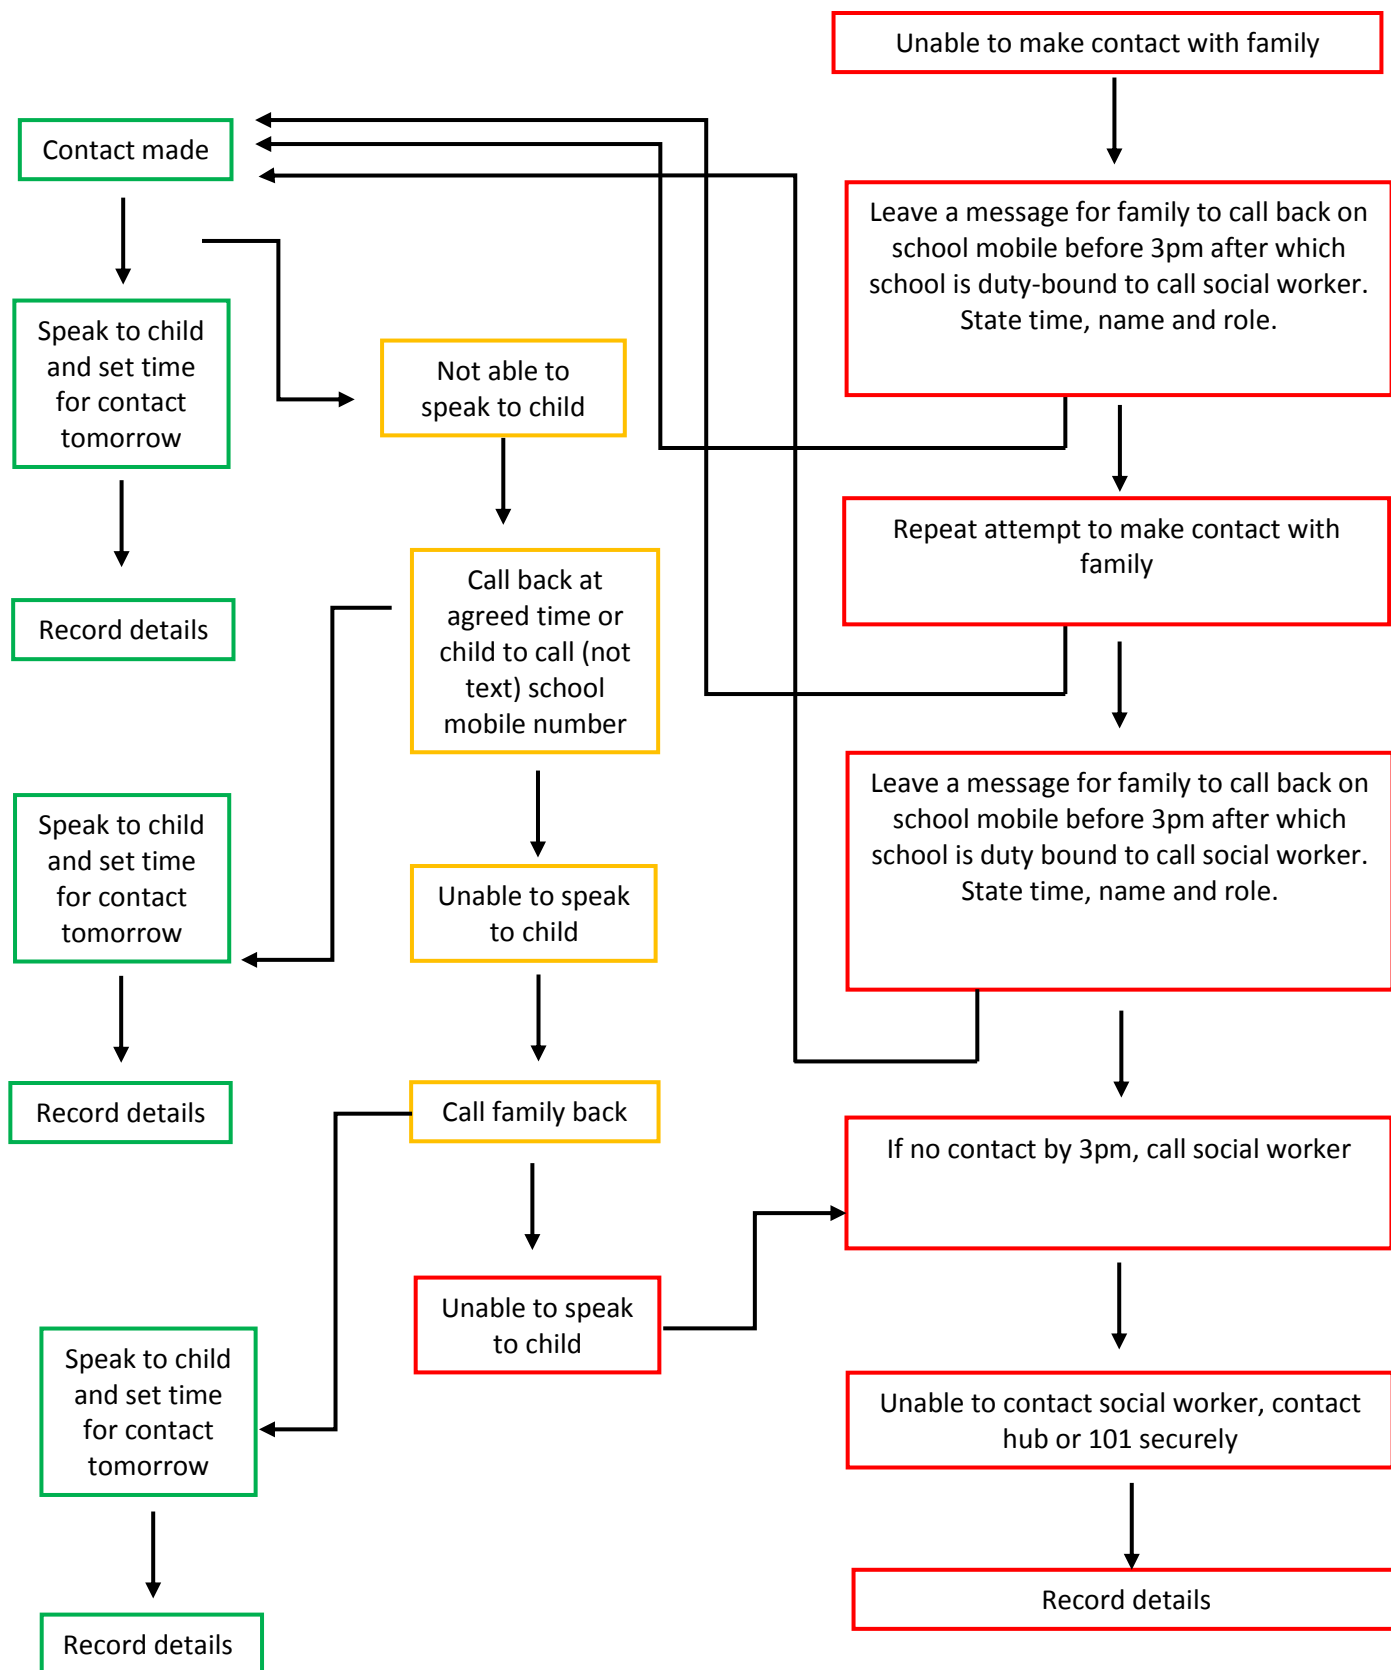 Unable to make contact with family
Contact made
Leave a message for family to call back on
school mobile before 3pm after which
school is duty-bound to call social worker.
State time, name and role.
Speak to child
and set time
for contact
tomorrow
Not able to
speak to child
Repeat attempt to make contact with
family
Record details
Call back at
agreed time or
child to call (not
text) school
mobile number
Leave a message for family to call back on
school mobile before 3pm after which
school is duty bound to call social worker.
State time, name and role.
Speak to child
and set time
for contact
tomorrow
Unable to speak
to child
Record details
Call family back
If no contact by 3pm, call social worker
Unable to speak
to child
Speak to child
and set time
for contact
tomorrow
Unable to contact social worker, contact
hub or 101 securely
Record details
Record details